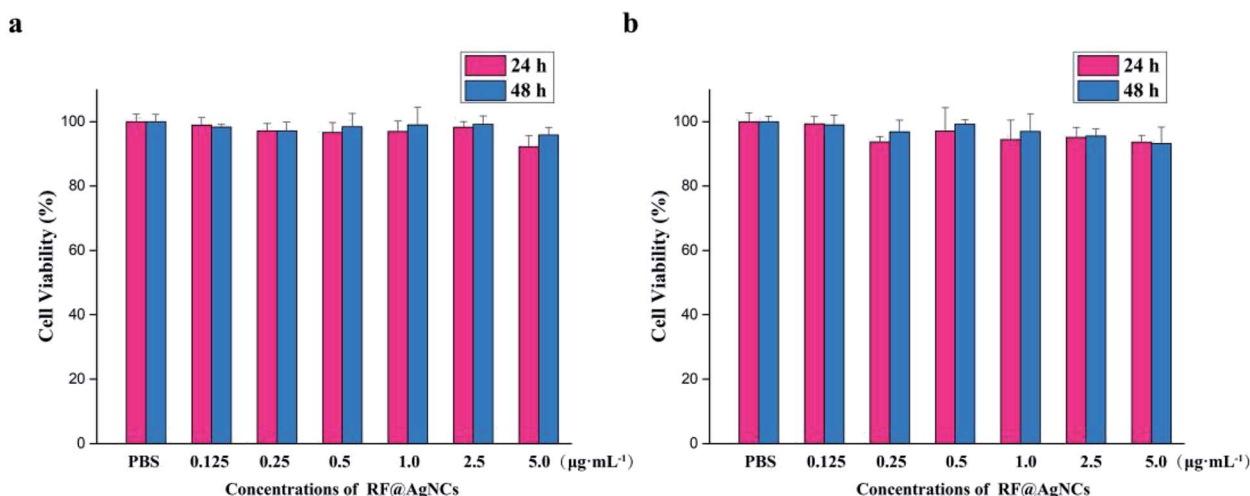 a
24 h
48 h
Cell Viability (%)
100
80
60
40
20
0
PBS 0.125 0.25 0.5 1.0 2.5 5.0 (μg·mL⁻¹)
Concentrations of RF@AgNCs
b
24 h
48 h
Cell Viability (%)
100
80
60
40
20
0
PBS 0.125 0.25 0.5 1.0 2.5 5.0 (μg·mL⁻¹)
Concentrations of RF@AgNCs